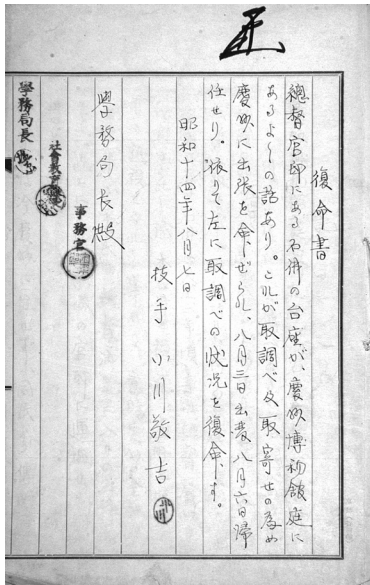 復命書
總督官邸にある石佛の台座が、慶州博物館庭に
あるよしの話あり。これが取調べ及取寄せの為め
慶州に出張を命ぜられ、八月三日出發八月六日帰
任せり。依りて左に取調べの状況を復命す。
昭和十四年八月七日
技手 小川敬吉
學務局長殿
事務官
社會教育課長
學務局長